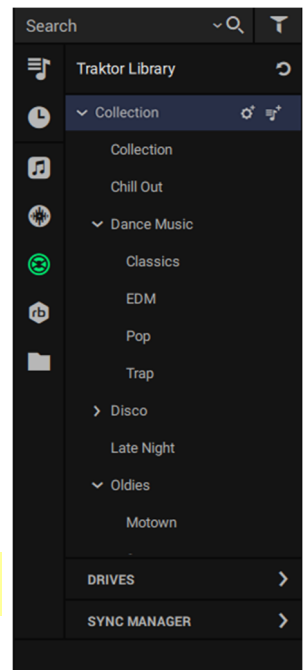 Search
Traktor Library
Collection
Collection
Chill Out
Dance Music
Classics
EDM
Pop
Trap
Disco
Late Night
Oldies
Motown
DRIVES
SYNC MANAGER